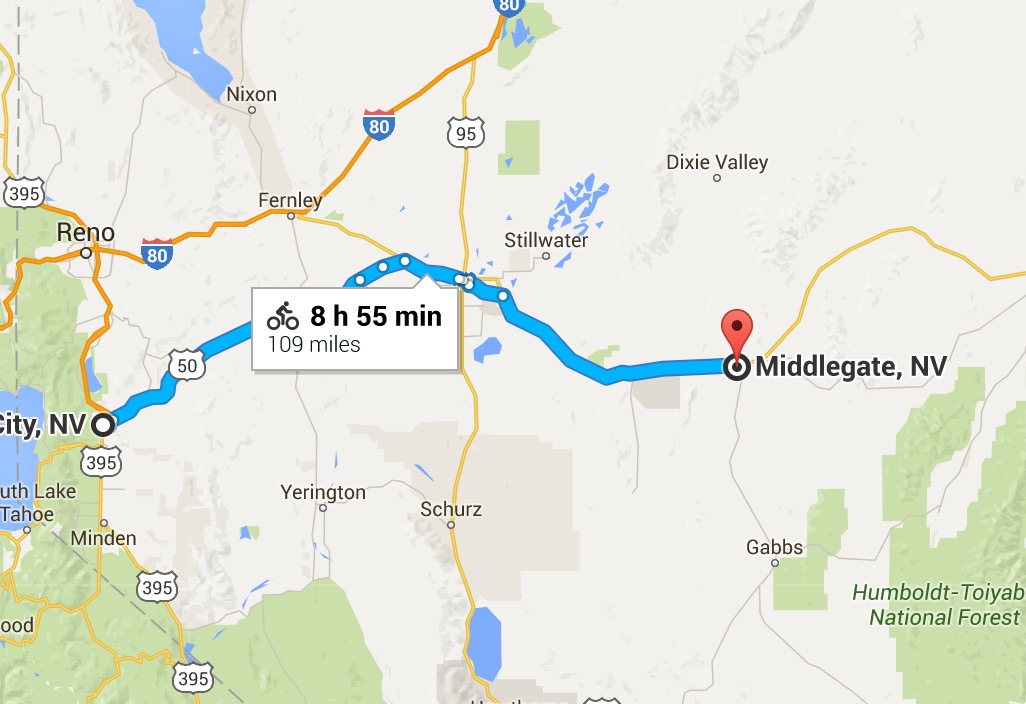 80
Nixon
80
95
Dixie Valley
395
Fernley
Reno
80
Stillwater
8 h 55 min
109 miles
50
Middlegate, NV
City, NV
395
uth Lake
Tahoe
Yerington
Schurz
Minden
Gabbs
395
Humboldt-Toiyab
National Forest
ood
395